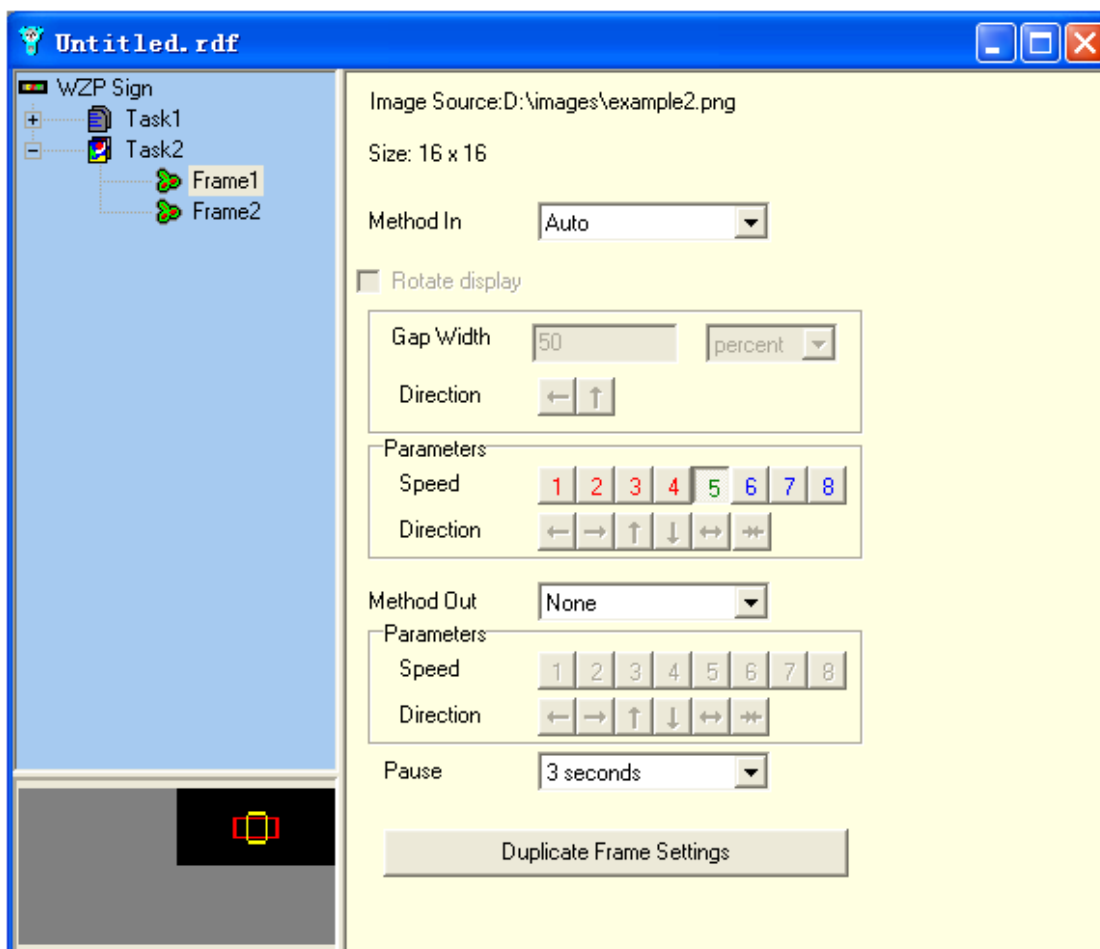 Untitled.rdf
WZP Sign
Task1
Task2
Frame1
Frame2
Image Source:D:\images\example2.png
Size: 16 x 16
Method In Auto
Rotate display
Gap Width 50 percent
Direction
Parameters
Speed 1 2 3 4 5 6 7 8
Direction
Method Out None
Parameters
Speed 1 2 3 4 5 6 7 8
Direction
Pause 3 seconds
Duplicate Frame Settings